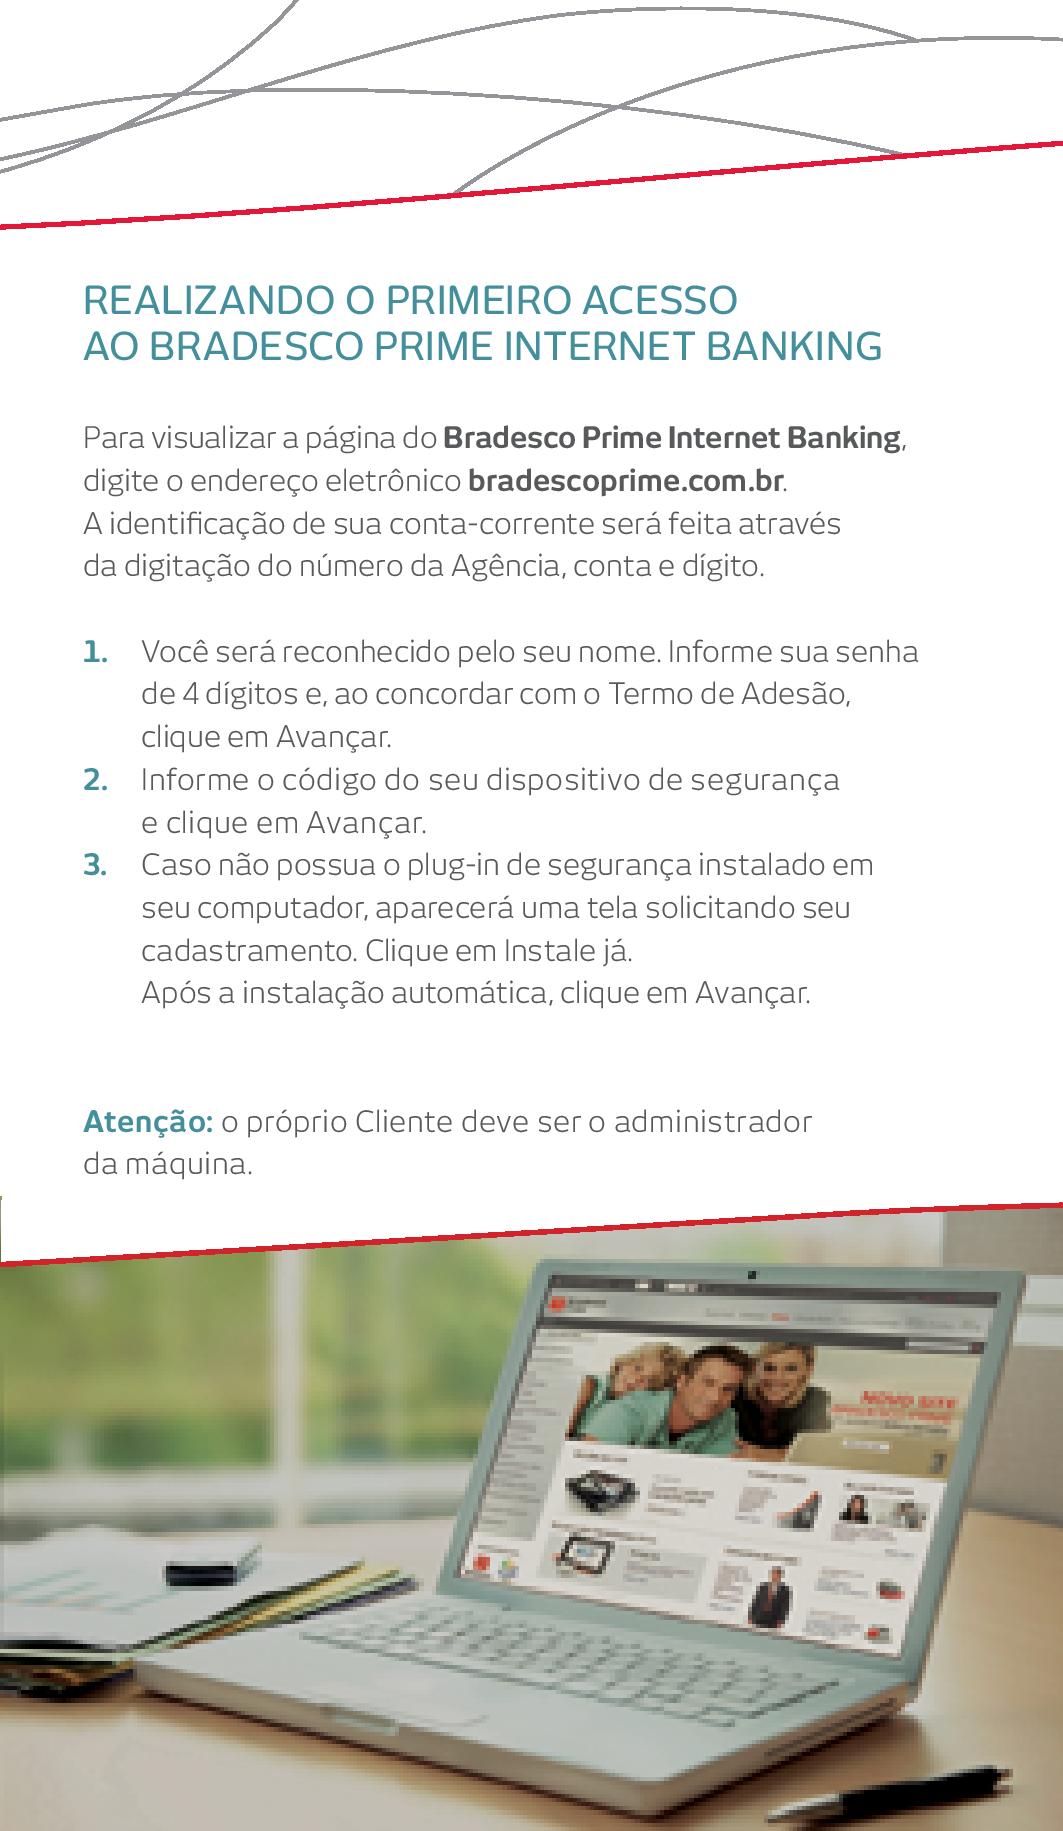 REALIZANDO O PRIMEIRO ACESSO
AO BRADESCO PRIME INTERNET BANKING
Para visualizar a página do Bradesco Prime Internet Banking,
digite o endereço eletrônico bradescoprime.com.br.
A identificação de sua conta-corrente será feita através
da digitação do número da Agência, conta e dígito.
1. Você será reconhecido pelo seu nome. Informe sua senha
de 4 dígitos e, ao concordar com o Termo de Adesão,
clique em Avançar.
2. Informe o código do seu dispositivo de segurança
e clique em Avançar.
3. Caso não possua o plug-in de segurança instalado em
seu computador, aparecerá uma tela solicitando seu
cadastramento. Clique em Instale já.
Após a instalação automática, clique em Avançar.
Atenção: o próprio Cliente deve ser o administrador
da máquina.
NOVO SITE